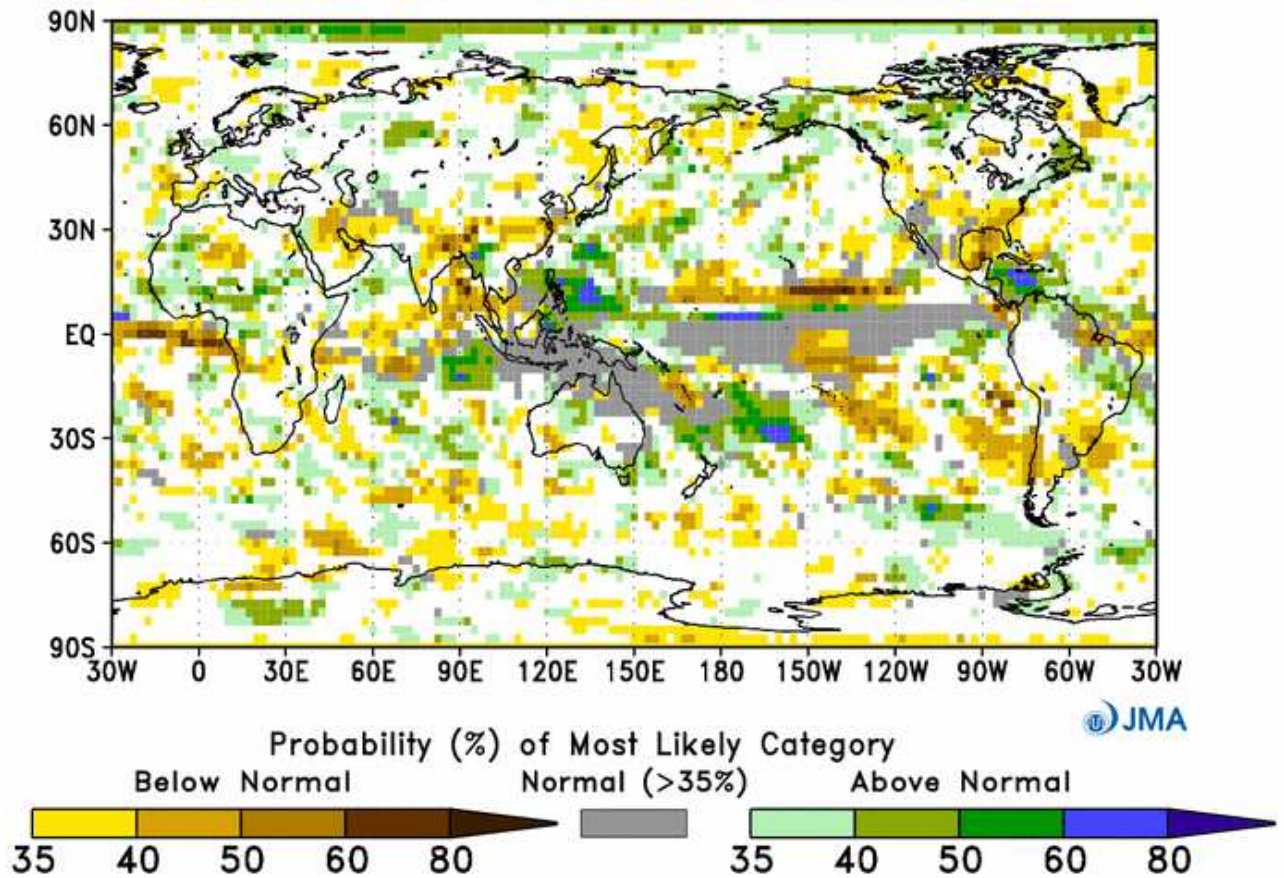 90N
60N
30N
EQ
30S
60S
90S
30W 0 30E 60E 90E 120E 150E 180 150W 120W 90W 60W 30W
JMA
Probability (%) of Most Likely Category
Below Normal Normal (>35%) Above Normal
35 40 50 60 80 35 40 50 60 80